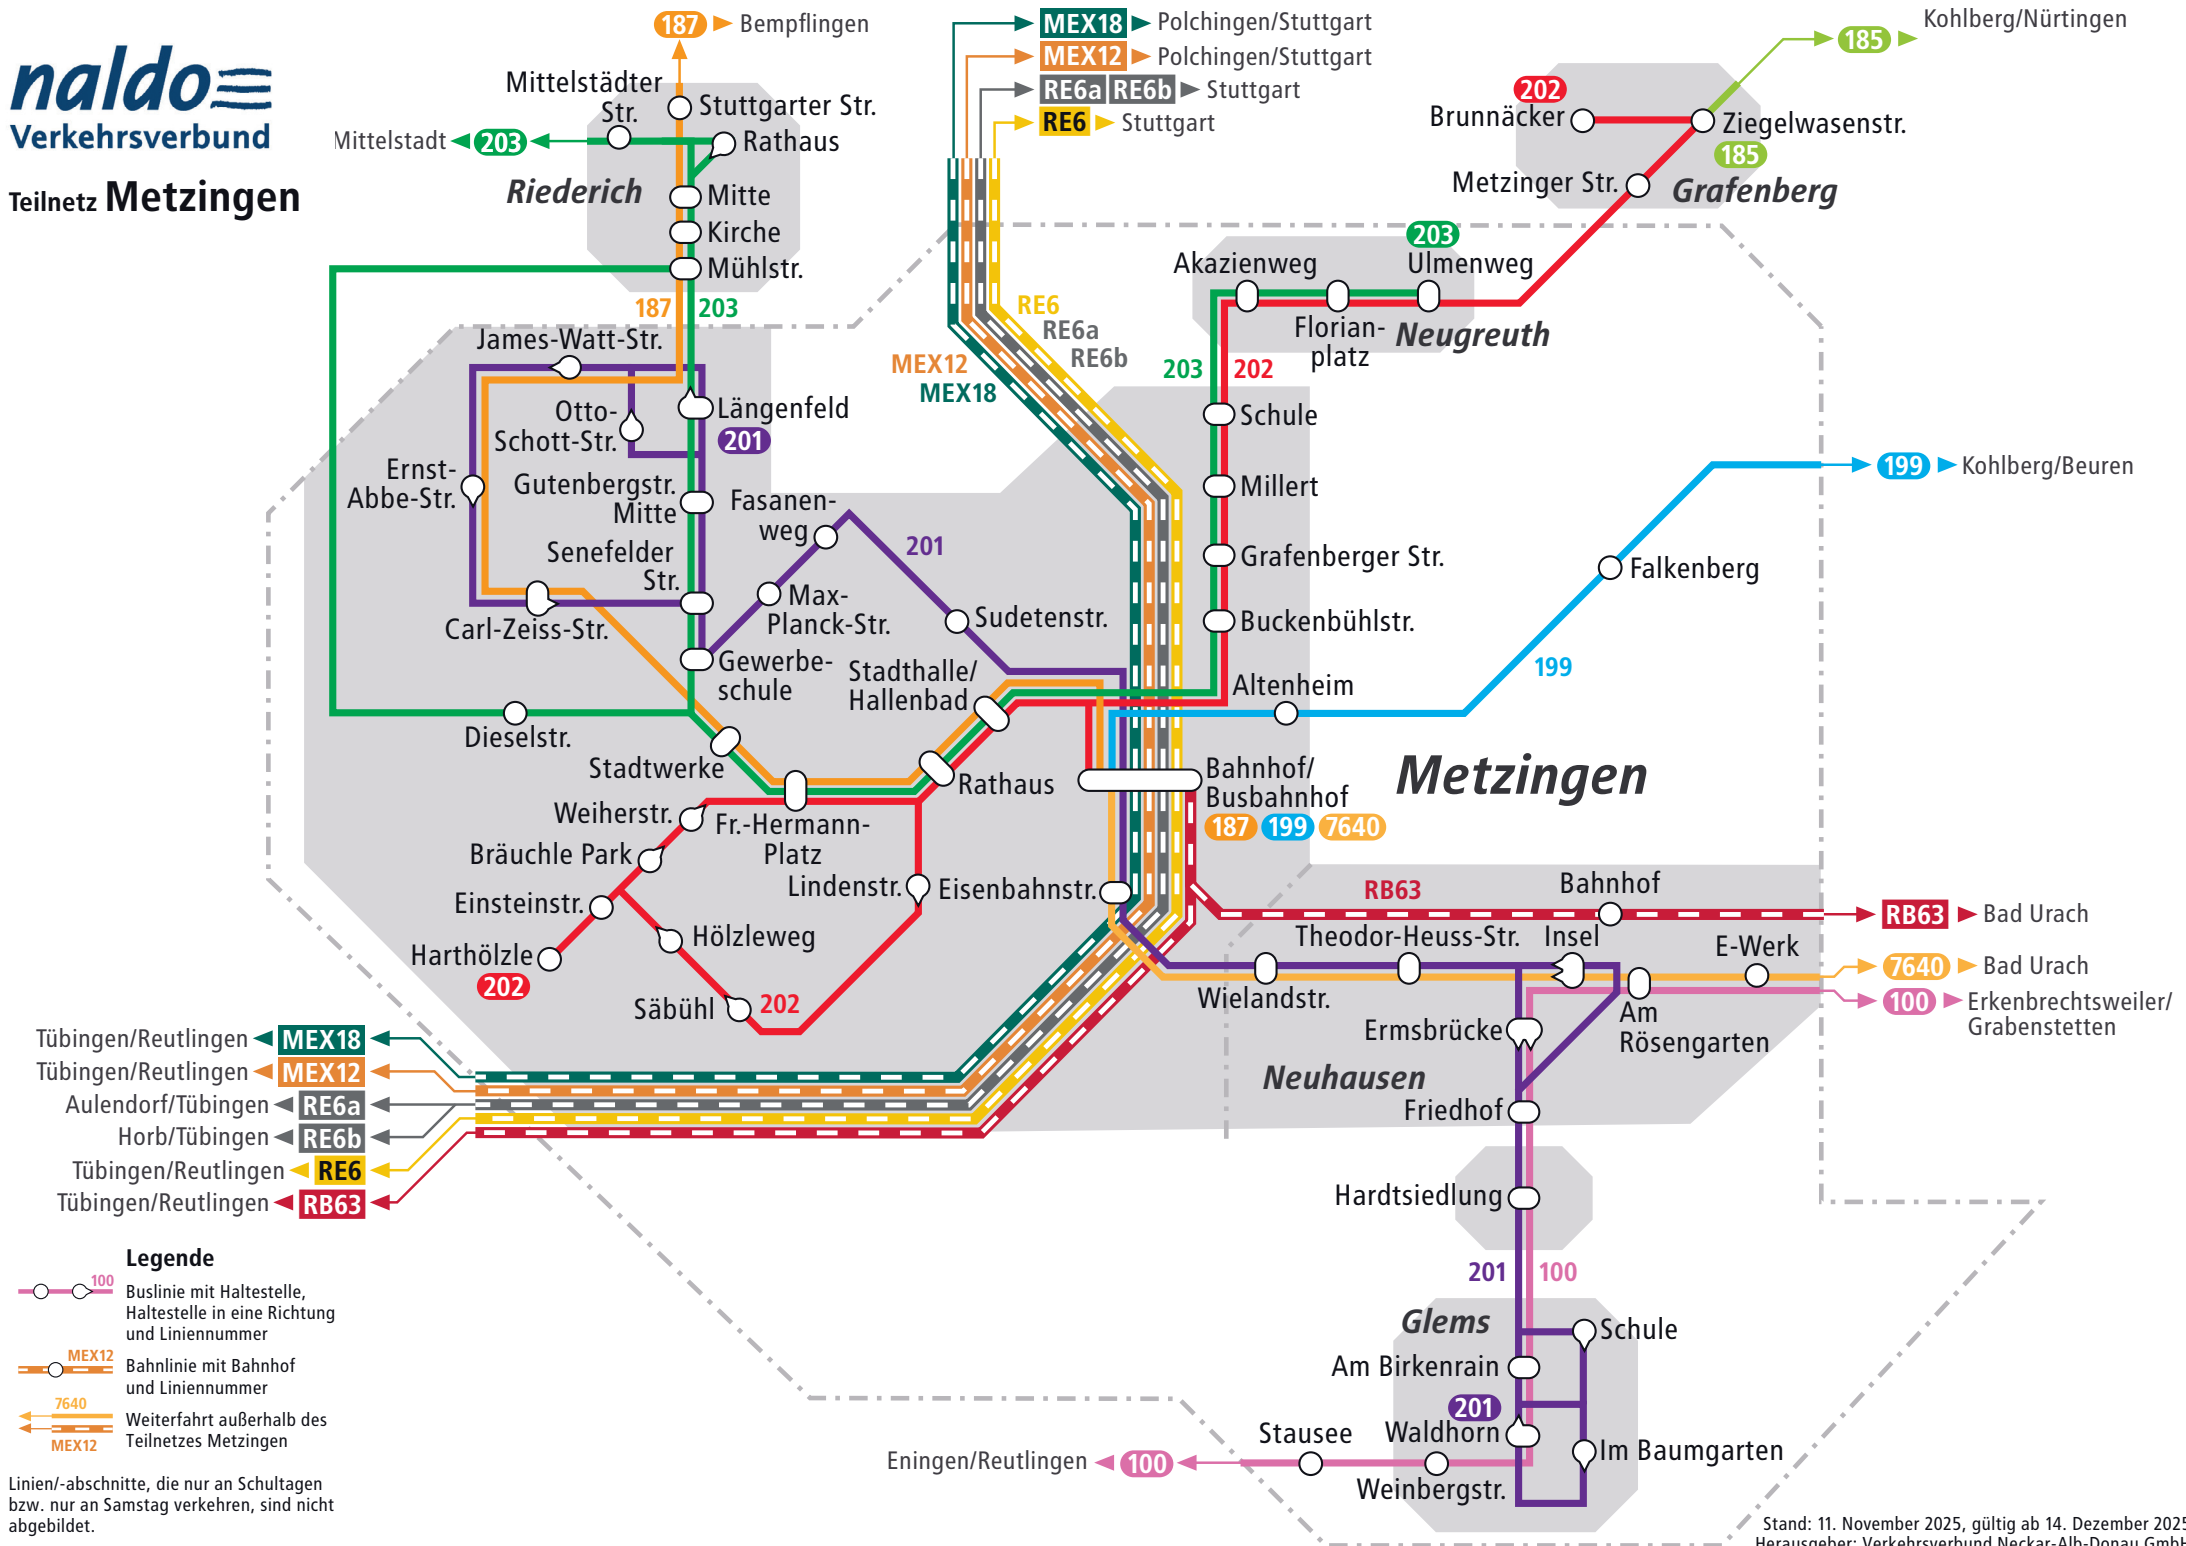 naldo
Verkehrsverbund
Teilnetz Metzingen
187 Bempflingen
MEX18 Polchingen/Stuttgart
MEX12 Polchingen/Stuttgart
RE6a RE6b Stuttgart
RE6 Stuttgart
Kohlberg/Nürtingen
185
Mittelstädter
Str.
Stuttgarter Str.
Mittelstadt 203
Rathaus
Riederich
Mitte
Kirche
Mühlstr.
187 203
202
Brunnäcker
Ziegelwasenstr.
185
Metzinger Str.
Grafenberg
203
Akazienweg
Ulmenweg
Florian-
platz
Neugreuth
RE6
RE6a
RE6b
MEX12
MEX18
203 202
James-Watt-Str.
Otto-
Schott-Str.
Längenfeld
201
Ernst-
Abbe-Str.
Gutenbergstr.
Mitte
Fasanen-
weg
201
Senefelder
Str.
Max-
Planck-Str.
Sudetenstr.
Carl-Zeiss-Str.
Gewerbe-
schule
Stadthalle/
Hallenbad
Dieselstr.
Stadtwerke
Rathaus
Schule
Millert
Grafenberger Str.
Buckenbühlstr.
Altenheim
199 Kohlberg/Beuren
Falkenberg
199
Metzingen
Bahnhof/
Busbahnhof
187 199 7640
Weiherstr.
Fr.-Hermann-
Platz
Bräuchle Park
Lindenstr.
Eisenbahnstr.
Einsteinstr.
Hölzleweg
Harthölzle
202
Säbühl
202
RB63
Bahnhof
RB63 Bad Urach
Theodor-Heuss-Str.
Insel
E-Werk
7640 Bad Urach
Wielandstr.
100 Erkenbrechtsweiler/
Grabenstetten
Ermsbrücke
Am
Rösengarten
Neuhausen
Friedhof
Hardtsiedlung
201 100
Glems
Schule
Am Birkenrain
201
Waldhorn
Im Baumgarten
Stausee
Weinbergstr.
Eningen/Reutlingen 100
Tübingen/Reutlingen MEX18
Tübingen/Reutlingen MEX12
Aulendorf/Tübingen RE6a
Horb/Tübingen RE6b
Tübingen/Reutlingen RE6
Tübingen/Reutlingen RB63
Legende
100
Buslinie mit Haltestelle,
Haltestelle in eine Richtung
und Liniennummer
MEX12
Bahnlinie mit Bahnhof
und Liniennummer
7640
Weiterfahrt außerhalb des
Teilnetzes Metzingen
MEX12
Linien/-abschnitte, die nur an Schultagen
bzw. nur an Samstag verkehren, sind nicht
abgebildet.
Stand: 11. November 2025, gültig ab 14. Dezember 2025
Herausgeber: Verkehrsverbund Neckar-Alb-Donau GmbH